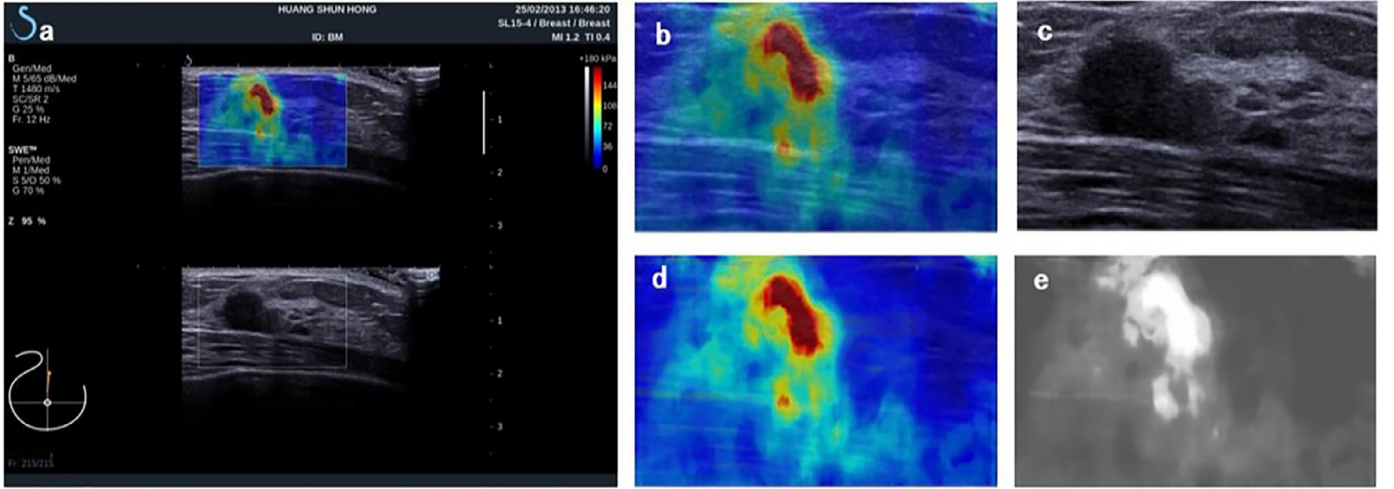 a
HUANG SHUN HONG
25/02/2013 16:46:20
SL15-4 / Breast / Breast
ID: BM
MI 1.2 TI 0.4
B
Gen/Med
M 5/65 dB/Med
T 1480 m/s
SC/SR 2
G 25 %
Fr. 12 Hz
SWE™
Pen/Med
M 1/Med
S S/O 50 %
G 70 %
Z 95 %
+180 kPa
144
108
72
36
0
1
2
3
1
2
3
Fr. 215/215
b
c
d
e